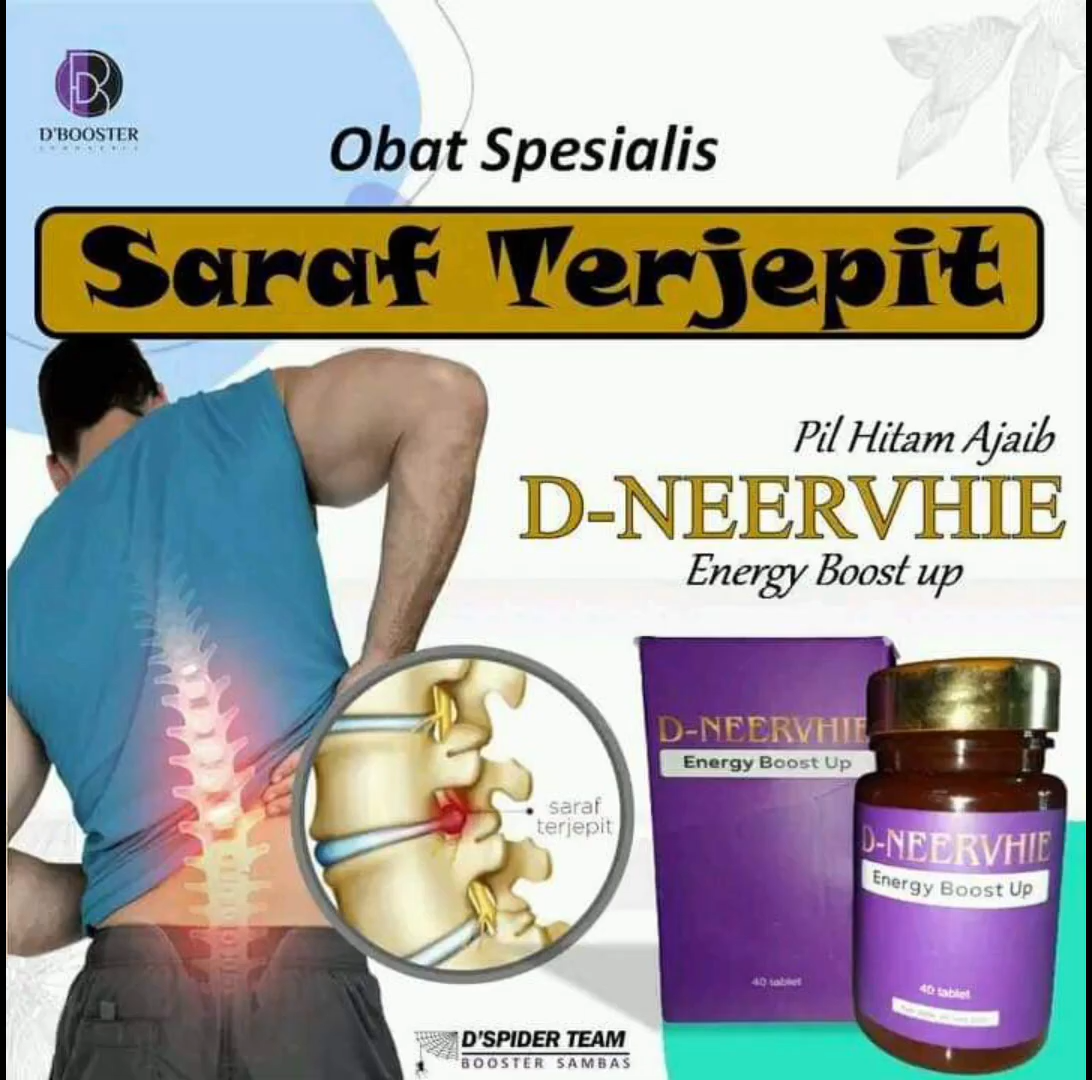 D'BOOSTER
Obat Spesialis
Saraf Terjepit
Pil Hitam Ajaib
D-NEERVHIE
Energy Boost up
D-NEERVHIE
Energy Boost Up
40 tablet
D-NEERVHIE
Energy Boost Up
40 tablet
saraf
terjepit
D'SPIDER TEAM
BOOSTER SAMBAS